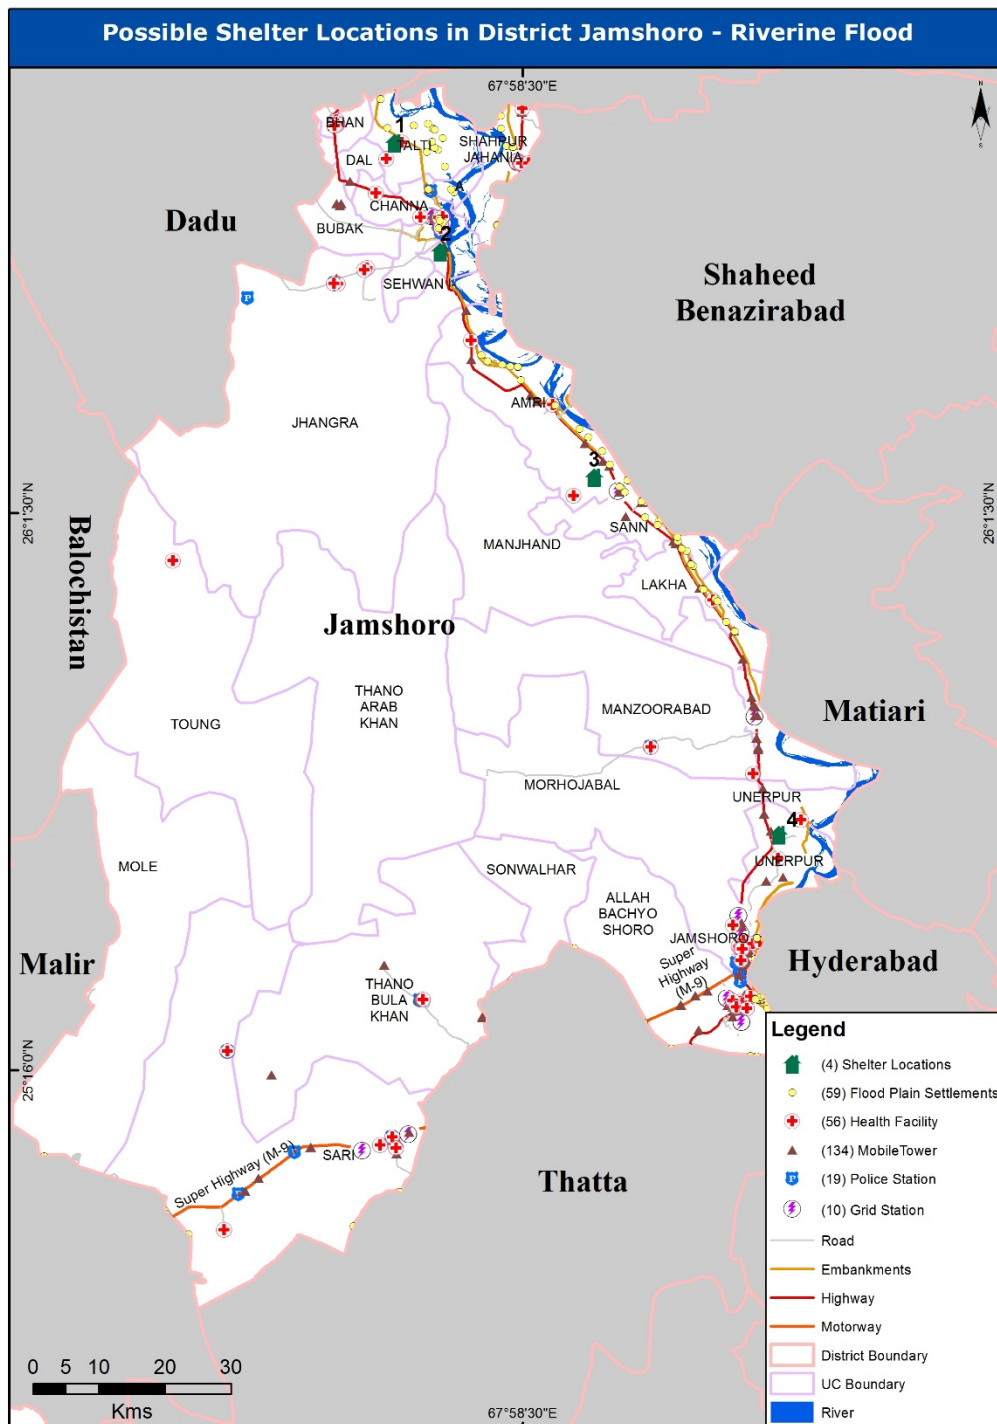 Possible Shelter Locations in District Jamshoro - Riverine Flood
67°58'30"E
BHAN
1
TALTI
DAL
SHAHPUR
JAHANIA
CHANNA
Dadu
BUBAK
2
SEHWAN
Shaheed
Benazirabad
AMRI
JHANGRA
3
26°1'30"N
26°1'30"N
SANN
MANJHAND
Balochistan
LAKHA
Jamshoro
THANO
ARAB
KHAN
MANZOORABAD
Matiari
TOUNG
MORHOJABAL
UNERPUR
4
UNERPUR
MOLE
SONWALHAR
ALLAH
BACHYO
SHORO
JAMSHORO
Malir
Super
Highway
(M-9)
Hyderabad
THANO
BULA
KHAN
25°16'0"N
Super Highway (M-9)
SARI
Thatta
Legend
(4) Shelter Locations
(59) Flood Plain Settlements
(56) Health Facility
(134) MobileTower
(19) Police Station
(10) Grid Station
Road
Embankments
Highway
Motorway
District Boundary
UC Boundary
River
0 5 10 20 30
Kms
67°58'30"E